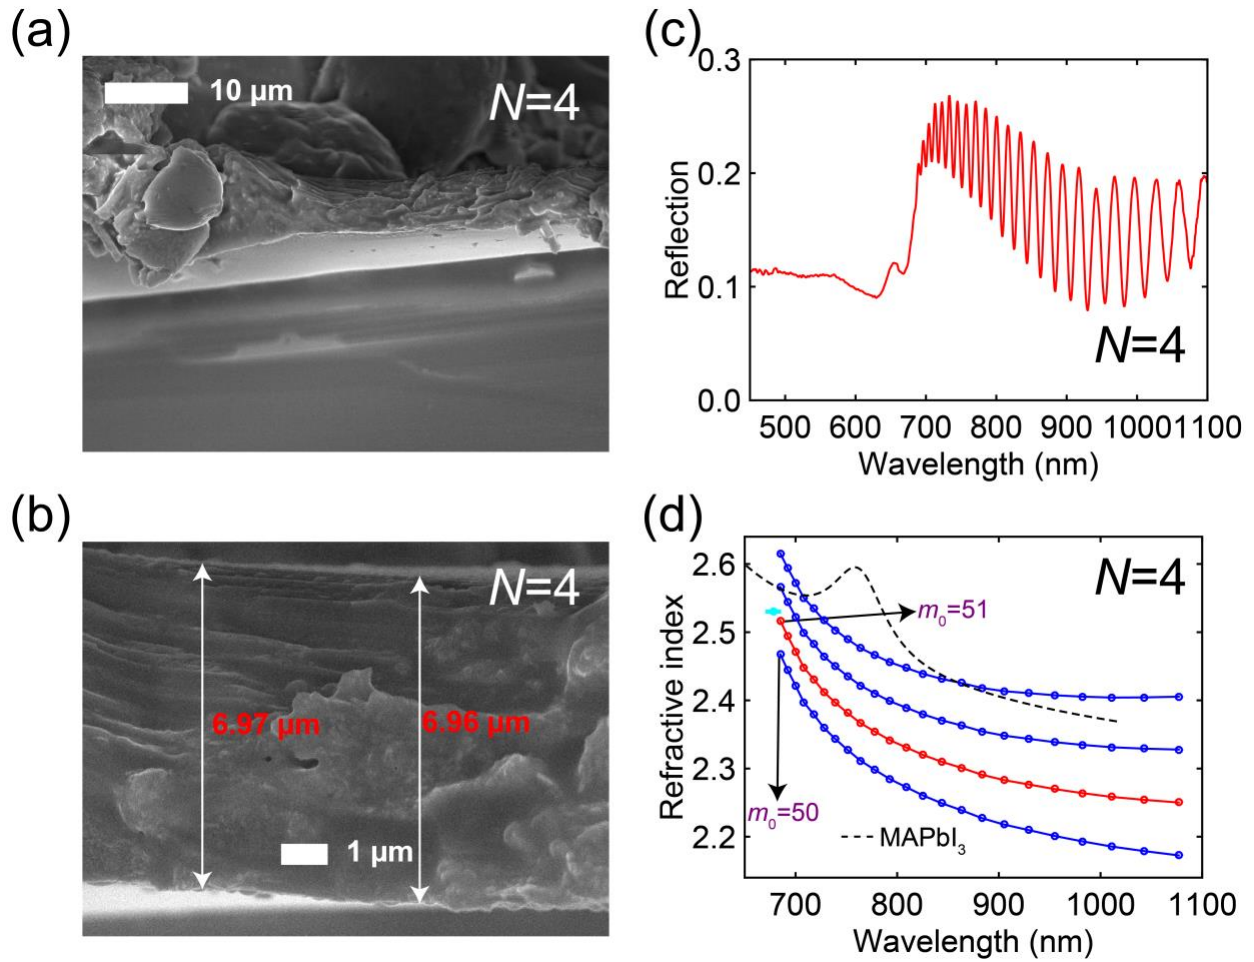 (a)
10 µm
N=4
(b)
N=4
6.97 µm
6.96 µm
1 µm
(c)
Reflection
0.3
0.2
0.1
0.0
N=4
500 600 700 800 900 1000 1100
Wavelength (nm)
(d)
Refractive index
2.6
2.5
2.4
2.3
2.2
N=4
m₀=51
m₀=50
MAPbI₃
700 800 900 1000 1100
Wavelength (nm)